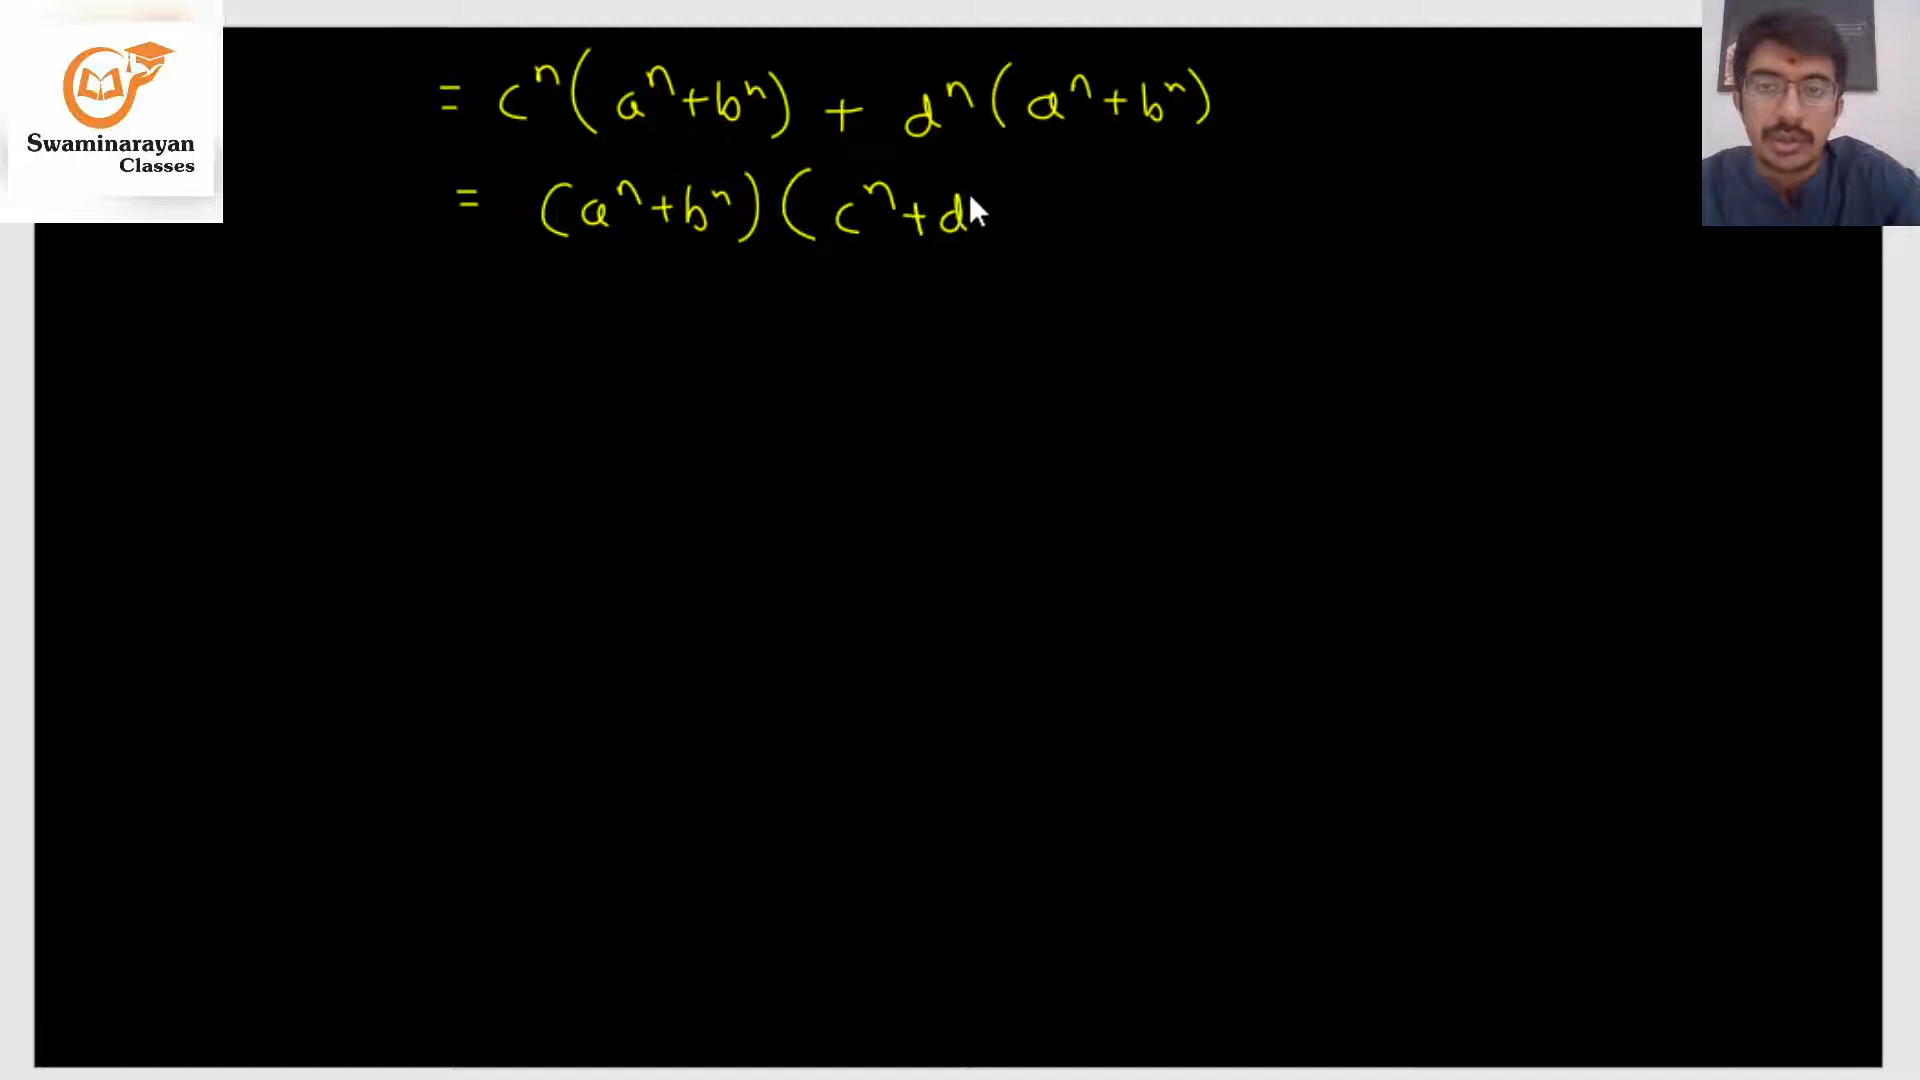 Swaminarayan
Classes
= cⁿ(aⁿ+bⁿ) + dⁿ(aⁿ+bⁿ)
= (aⁿ+bⁿ)(cⁿ+d